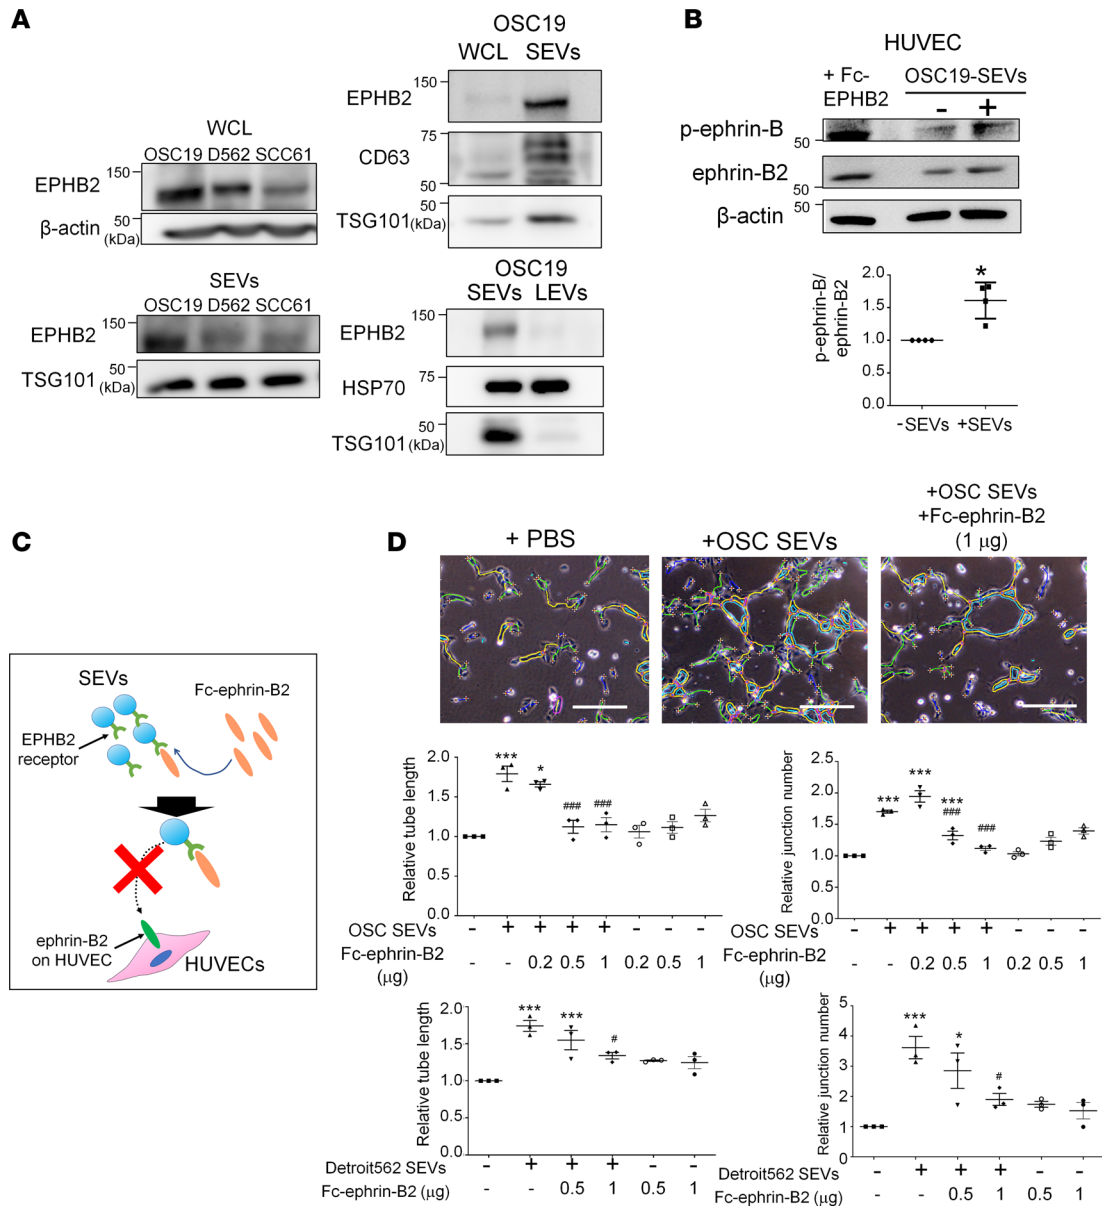 A
WCL
OSC19 D562 SCC61
EPHB2
150
β-actin
50
(kDa)
SEVs
OSC19 D562 SCC61
EPHB2
150
TSG101
50
(kDa)
OSC19
WCL SEVs
EPHB2
150
CD63
75
50
TSG101 (kDa)
50
OSC19
SEVs LEVs
EPHB2
150
HSP70
75
TSG101 (kDa)
50
B
HUVEC
+ Fc-
EPHB2
OSC19-SEVs
- +
p-ephrin-B
50
ephrin-B2
50
β-actin
50
p-ephrin-B/
ephrin-B2
2.0
1.5
1.0
0.5
0.0
*
-SEVs +SEVs
C
SEVs
Fc-ephrin-B2
EPHB2
receptor
ephrin-B2
on HUVEC
HUVECs
D
+ PBS
+OSC SEVs
+OSC SEVs
+Fc-ephrin-B2
(1 μg)
Relative tube length
2.0
1.5
1.0
0.5
0.0
*** * ### ###
OSC SEVs - + + + + - - -
Fc-ephrin-B2
(μg)
- - 0.2 0.5 1 0.2 0.5 1
Relative junction number
2.5
2.0
1.5
1.0
0.5
0.0
*** *** *** ### ###
OSC SEVs - + + + + - - -
Fc-ephrin-B2
(μg)
- - 0.2 0.5 1 0.2 0.5 1
Relative tube length
2.0
1.5
1.0
0.5
0.0
*** *** #
Detroit562 SEVs - + + + - -
Fc-ephrin-B2 (μg) - - 0.5 1 0.5 1
Relative junction number
5
4
3
2
1
0
*** * #
Detroit562 SEVs - + + + - -
Fc-ephrin-B2 (μg) - - 0.5 1 0.5 1